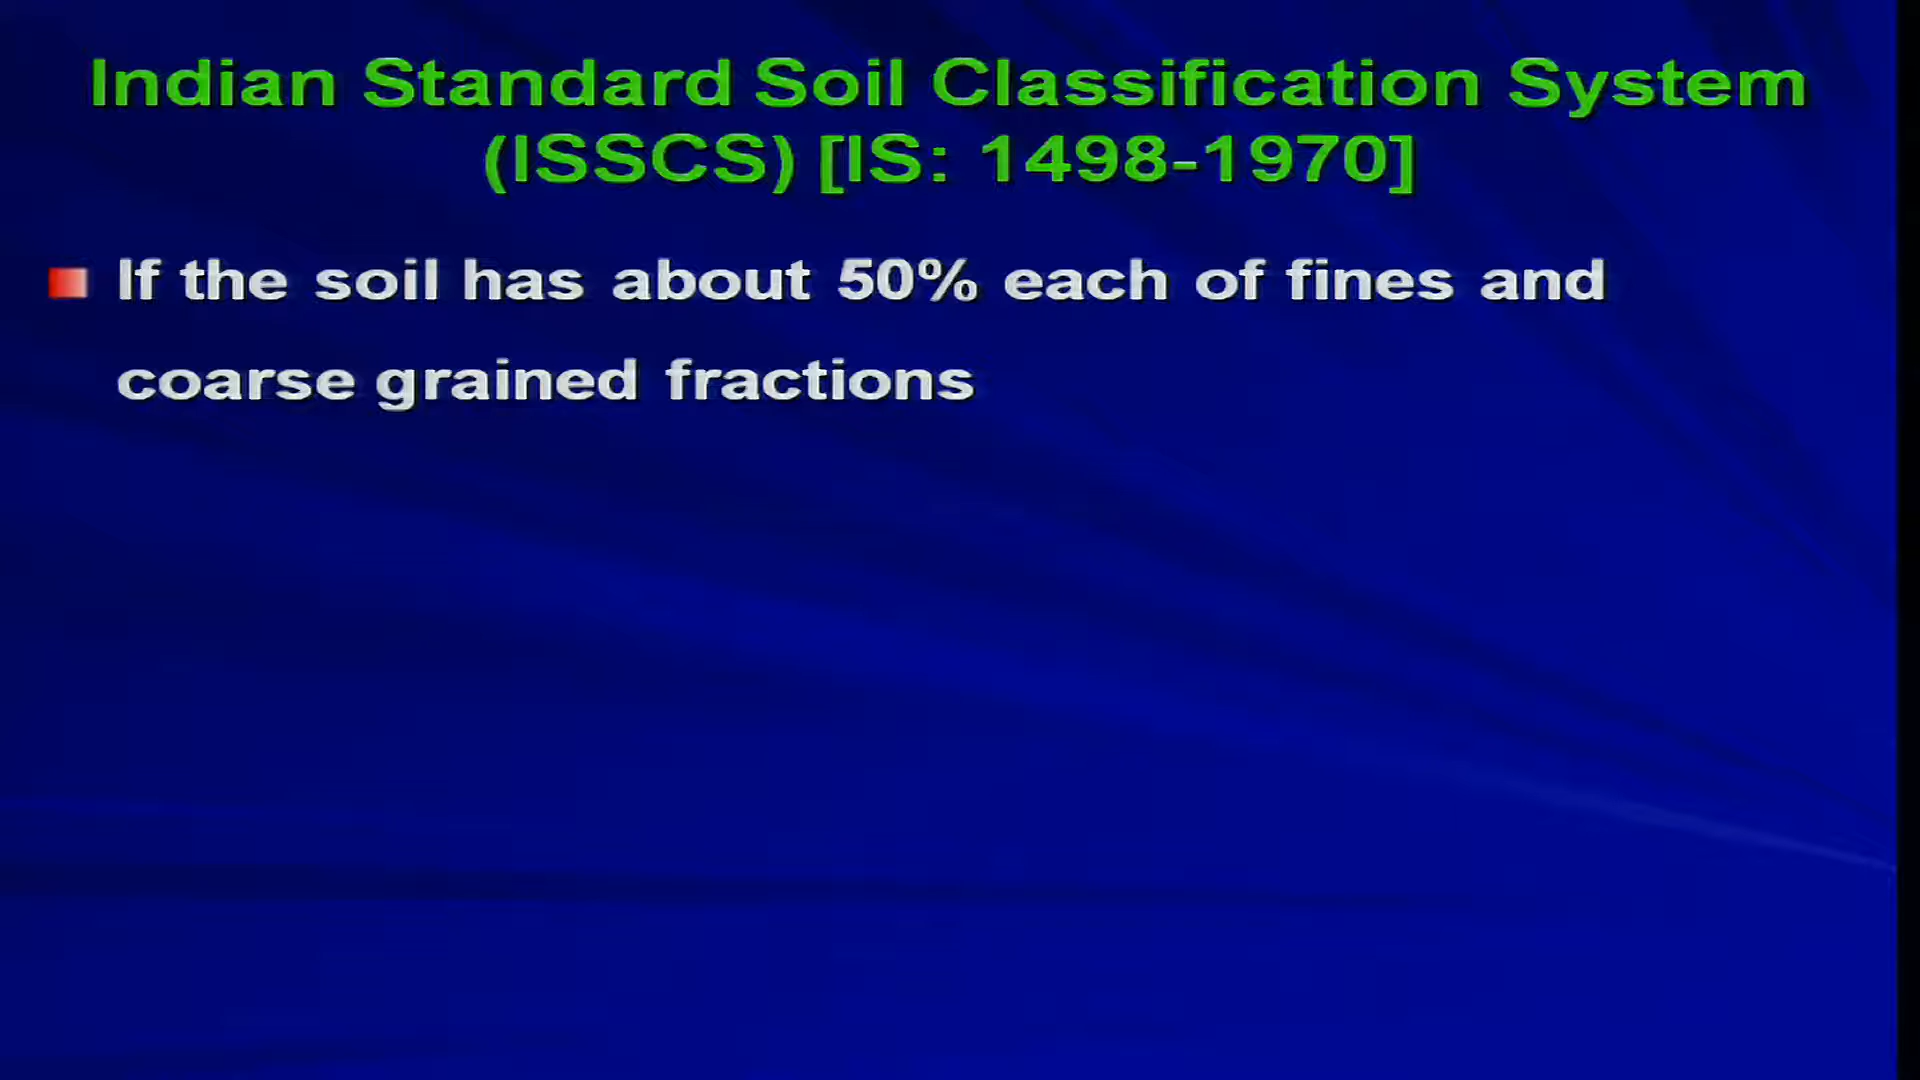 Indian Standard Soil Classification System
(ISSCS) [IS: 1498-1970]
If the soil has about 50% each of fines and
coarse grained fractions